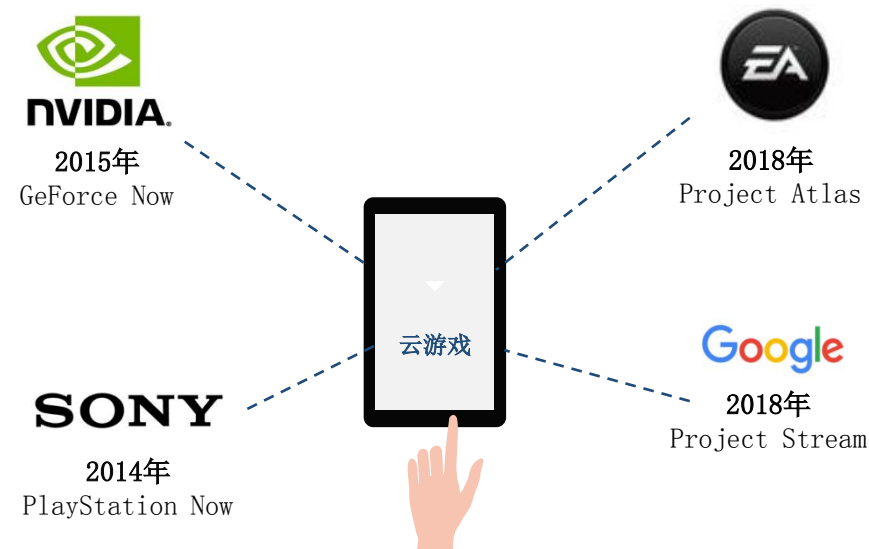 NVIDIA.
2015年
GeForce Now
EA
2018年
Project Atlas
云游戏
SONY
2014年
PlayStation Now
Google
2018年
Project Stream